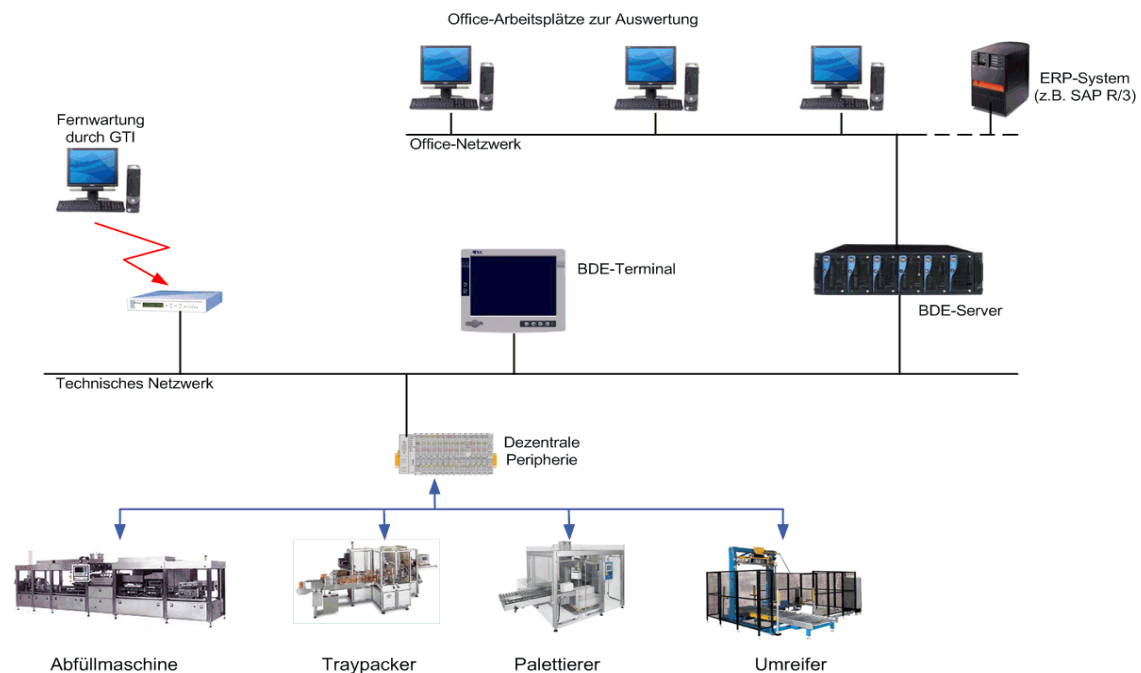 Office-Arbeitsplätze zur Auswertung
ERP-System
(z.B. SAP R/3)
Fernwartung
durch GTI
Office-Netzwerk
BDE-Terminal
BDE-Server
Technisches Netzwerk
Dezentrale
Peripherie
Abfüllmaschine
Traypacker
Palettierer
Umreifer